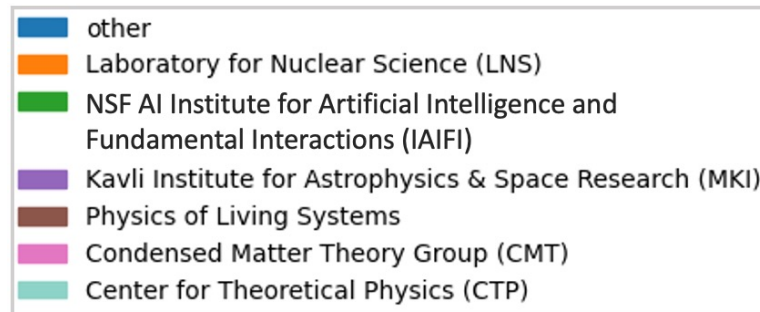 other
Laboratory for Nuclear Science (LNS)
NSF AI Institute for Artificial Intelligence and
Fundamental Interactions (IAIFI)
Kavli Institute for Astrophysics & Space Research (MKI)
Physics of Living Systems
Condensed Matter Theory Group (CMT)
Center for Theoretical Physics (CTP)